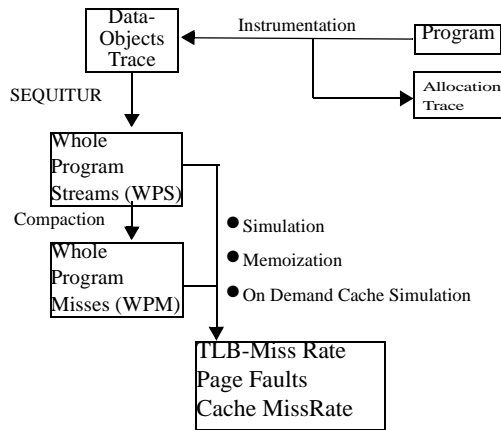 Data-
Objects
Trace
Instrumentation
Program
Allocation
Trace
SEQUITUR
Whole
Program
Streams (WPS)
Compaction
Whole
Program
Misses (WPM)
● Simulation
● Memoization
● On Demand Cache Simulation
TLB-Miss Rate
Page Faults
Cache MissRate